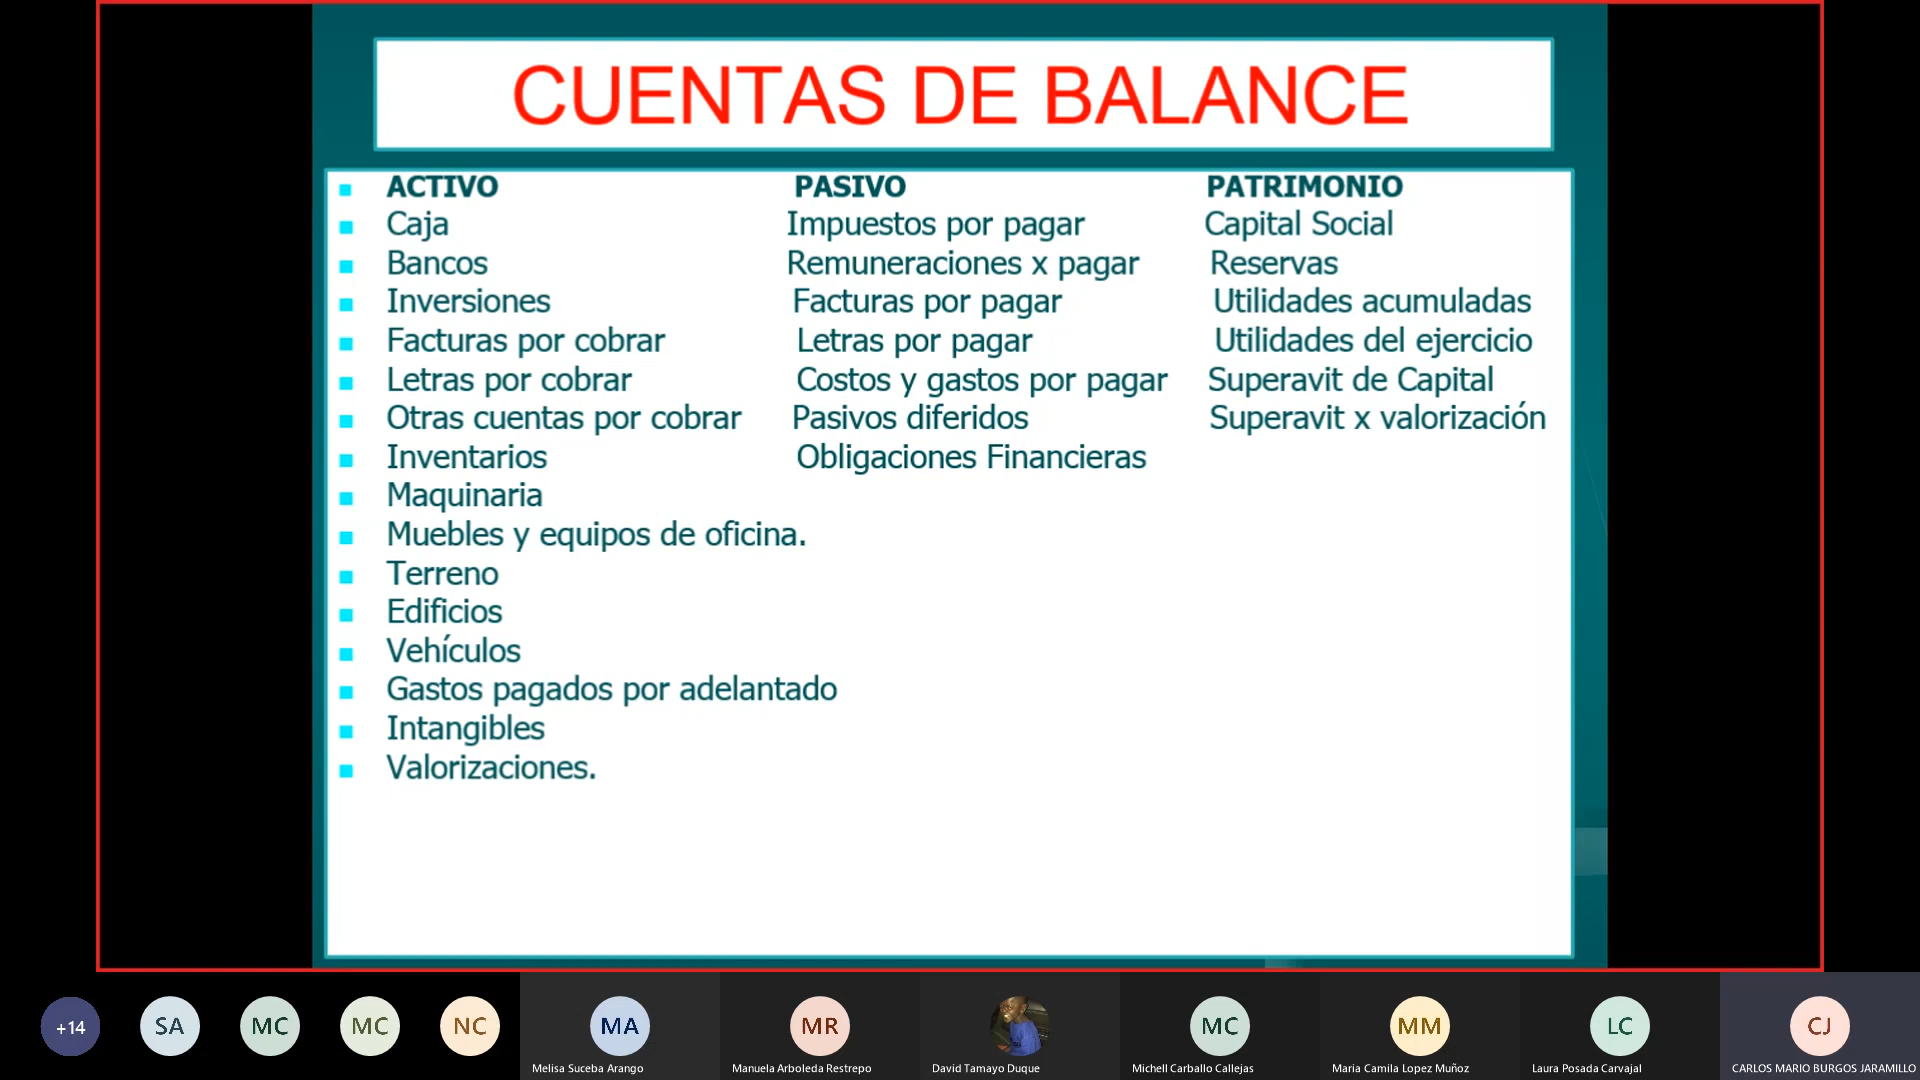 CUENTAS DE BALANCE
ACTIVO PASIVO PATRIMONIO
Caja Impuestos por pagar Capital Social
Bancos Remuneraciones x pagar Reservas
Inversiones Facturas por pagar Utilidades acumuladas
Facturas por cobrar Letras por pagar Utilidades del ejercicio
Letras por cobrar Costos y gastos por pagar Superavit de Capital
Otras cuentas por cobrar Pasivos diferidos Superavit x valorización
Inventarios Obligaciones Financieras
Maquinaria
Muebles y equipos de oficina.
Terreno
Edificios
Vehículos
Gastos pagados por adelantado
Intangibles
Valorizaciones.
+14 SA MC MC NC MA MR MC MM LC CJ
Melisa Suceba Arango Manuela Arboleda Restrepo David Tamayo Duque Michell Carballo Callejas Maria Camila Lopez Muñoz Laura Posada Carvajal CARLOS MARIO BURGOS JARAMILLO